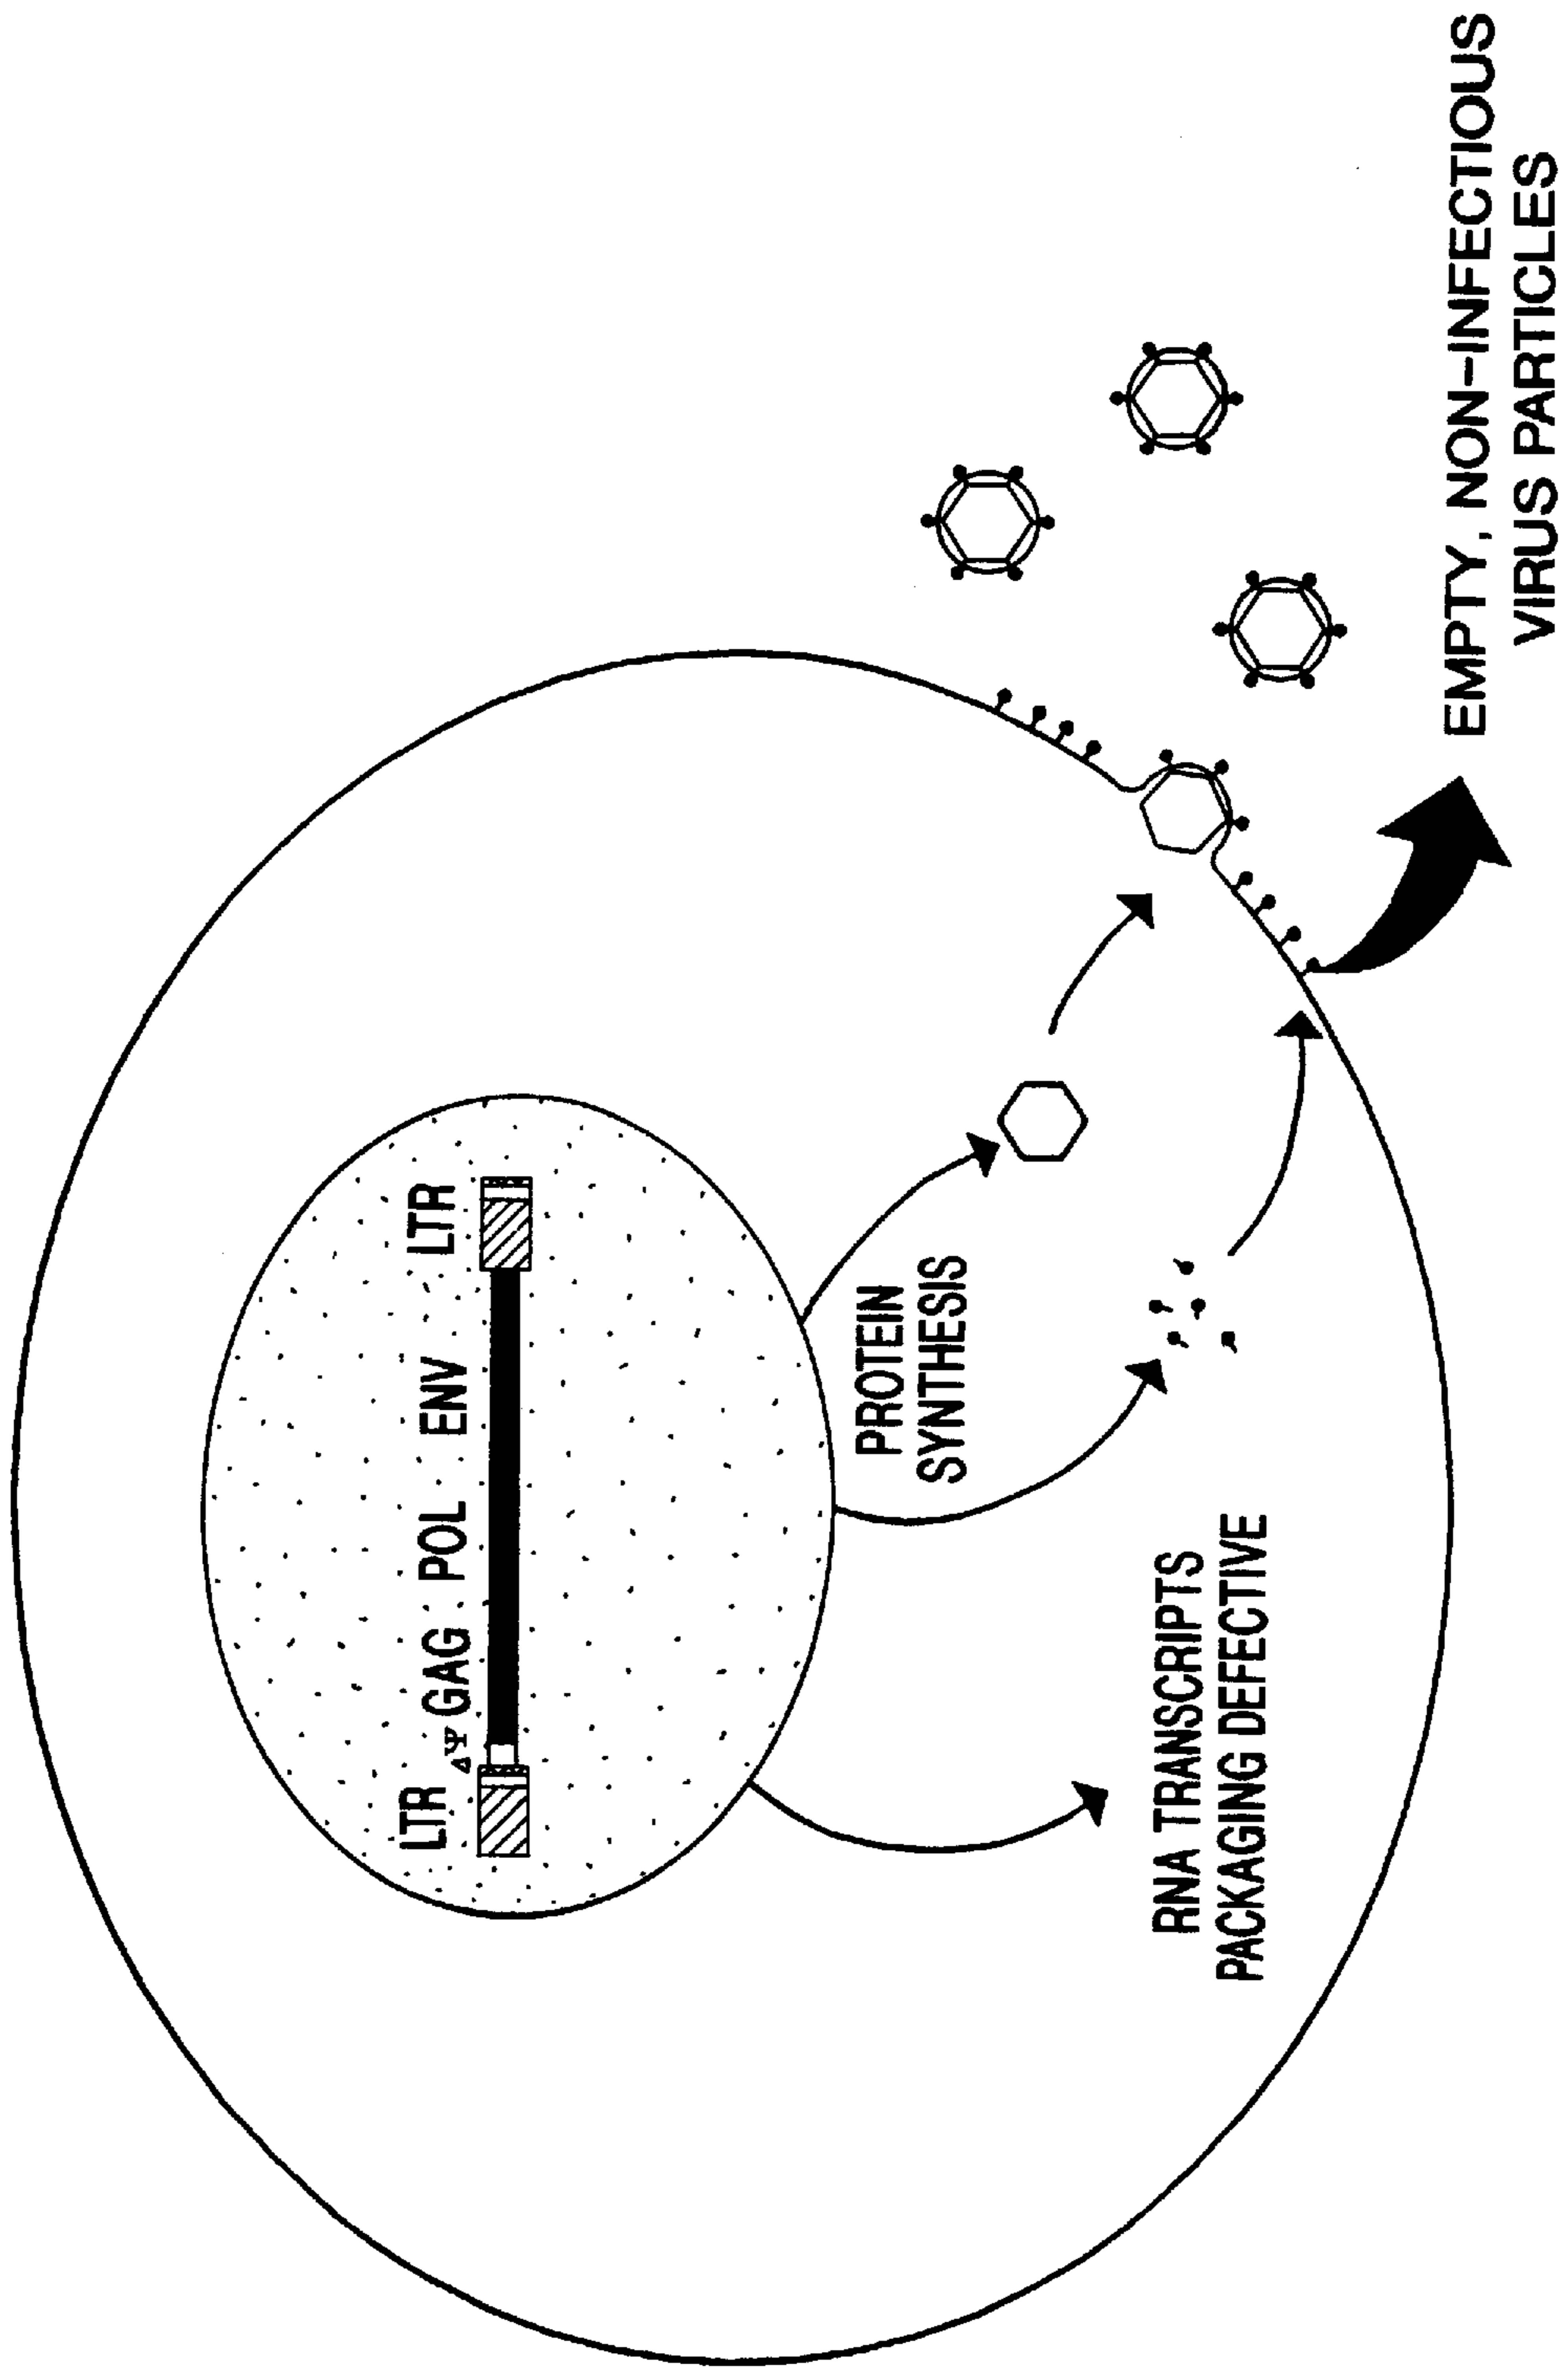 LTR ΔΨ GAG POL ENV LTR
PROTEIN
SYNTHESIS
RNA TRANSCRIPTS
PACKAGING DEFECTIVE
EMPTY, NON-INFECTIOUS
VIRUS PARTICLES